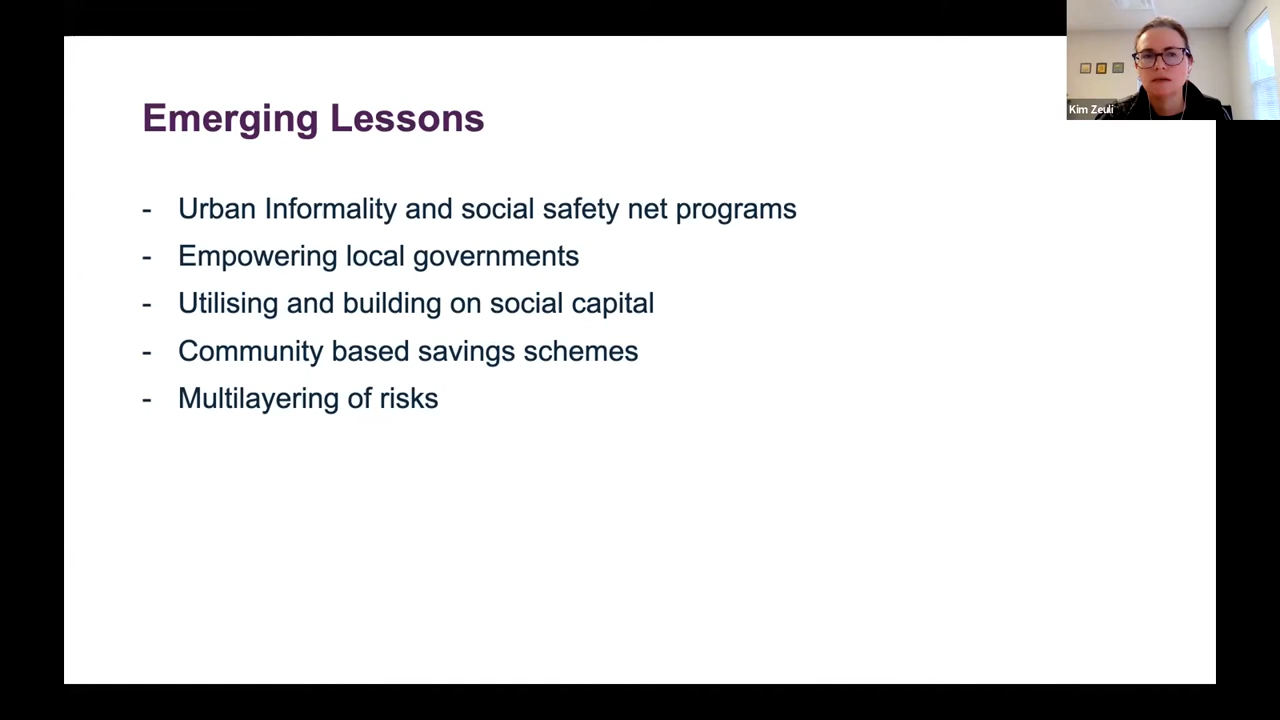 Emerging Lessons
- Urban Informality and social safety net programs
- Empowering local governments
- Utilising and building on social capital
- Community based savings schemes
- Multilayering of risks
Kim Zeuli